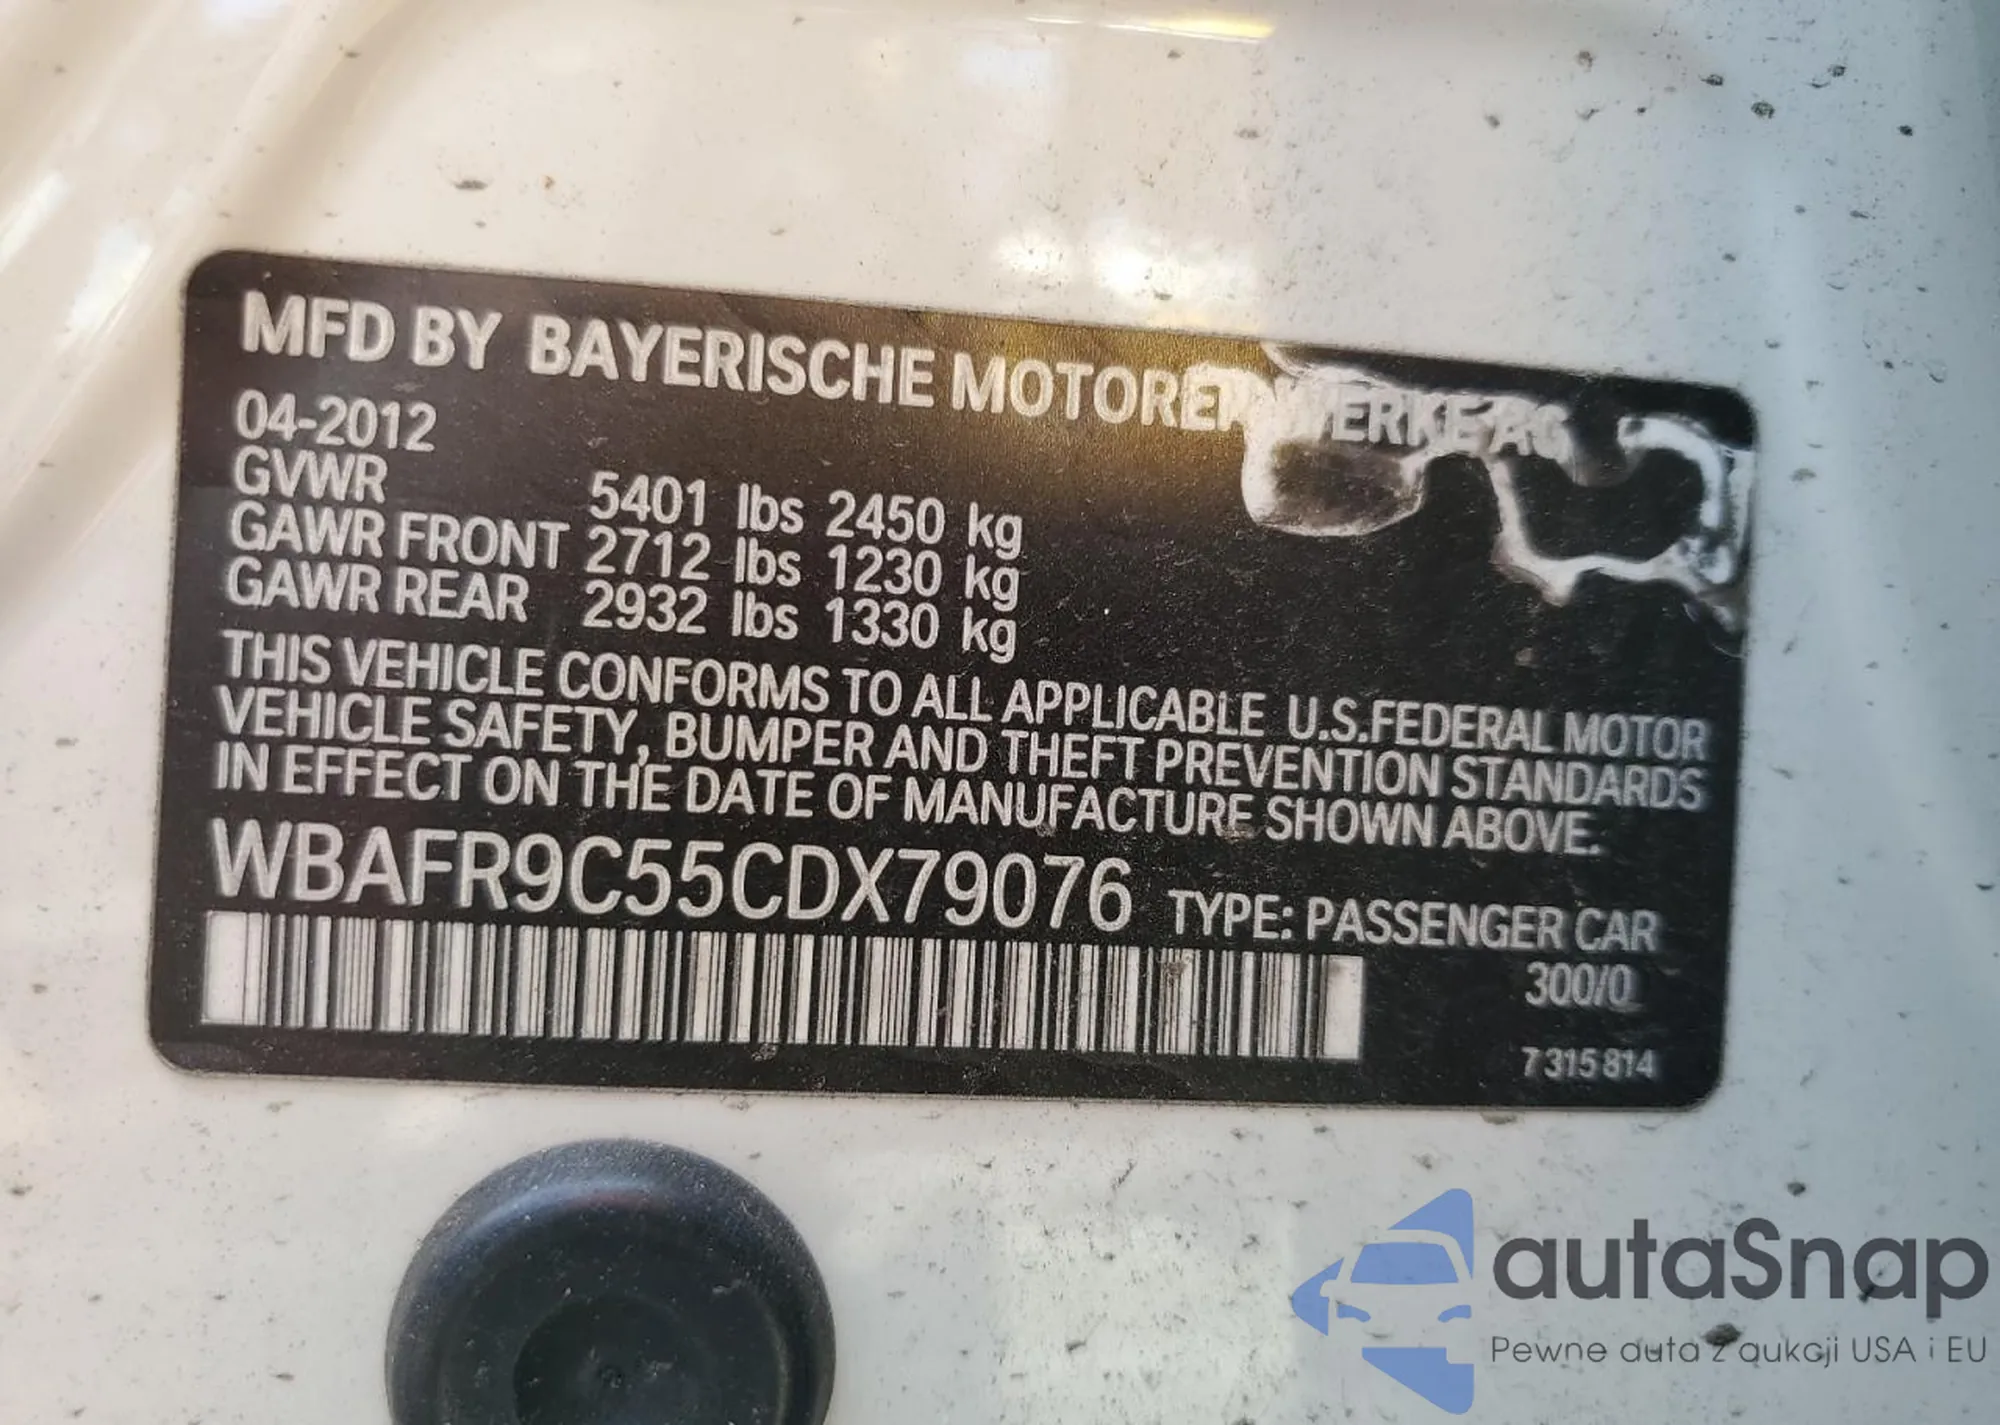 MFD BY BAYERISCHE MOTOREN WERKE AG
04-2012
GVWR 5401 lbs 2450 kg
GAWR FRONT 2712 lbs 1230 kg
GAWR REAR 2932 lbs 1330 kg
THIS VEHICLE CONFORMS TO ALL APPLICABLE U.S.FEDERAL MOTOR
VEHICLE SAFETY, BUMPER AND THEFT PREVENTION STANDARDS
IN EFFECT ON THE DATE OF MANUFACTURE SHOWN ABOVE.
WBAFR9C55CDX79076 TYPE: PASSENGER CAR
300/0
7 315 814
autaSnap
Pewne auta z aukcji USA i EU